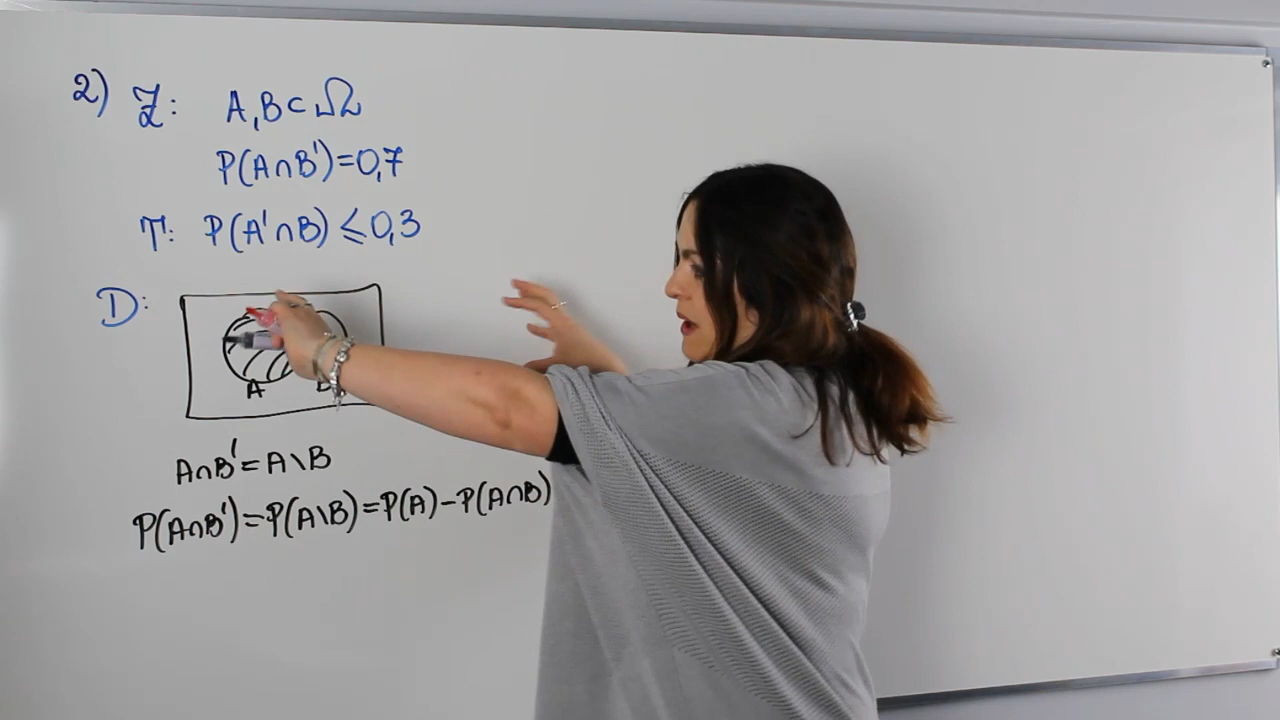 2) Z: A,B⊂Ω
P(A∩B')=0,7
T: P(A'∩B)≤0,3
D:
A B
A∩B'=A\B
P(A∩B')=P(A\B)=P(A)-P(A∩B)